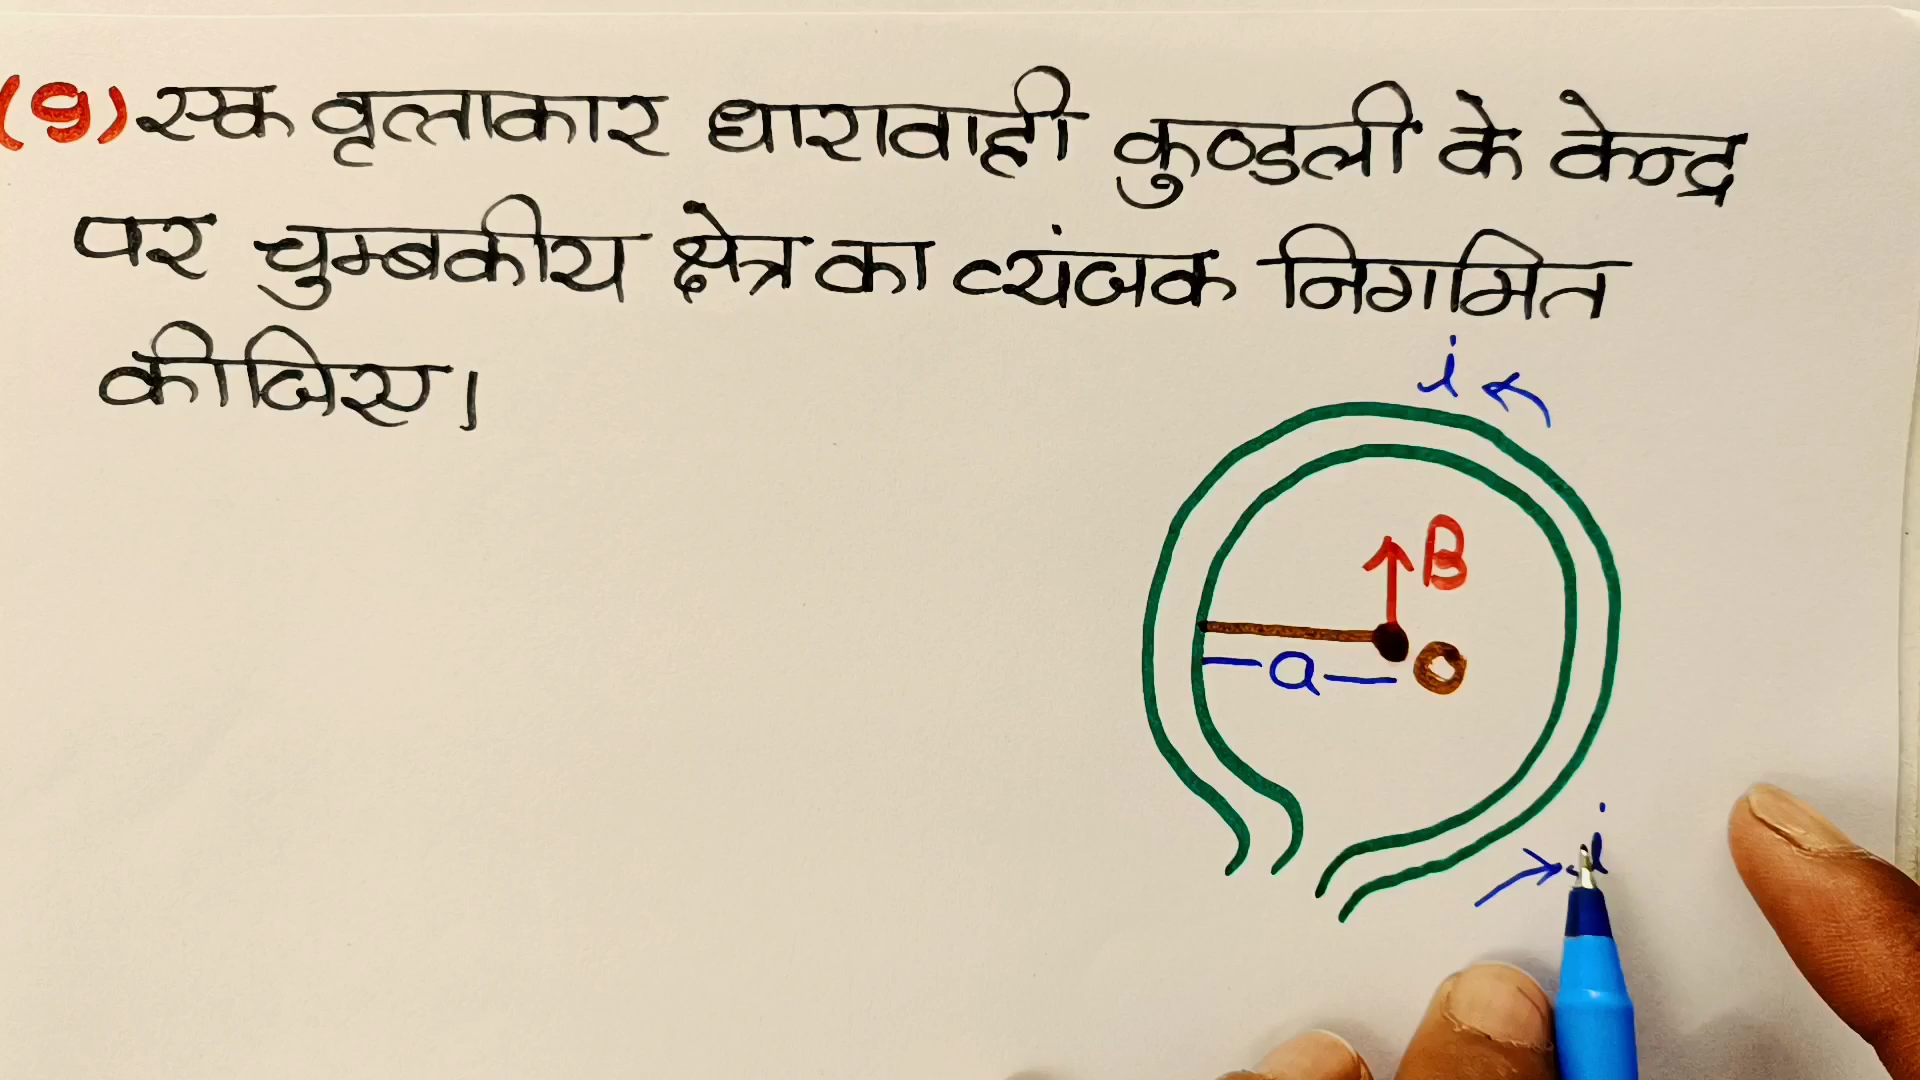 (9) एक वृत्ताकार धारावाही कुण्डली के केन्द्र
पर चुम्बकीय क्षेत्र का व्यंजक निगमित
कीजिए।
i
B
a
O
i